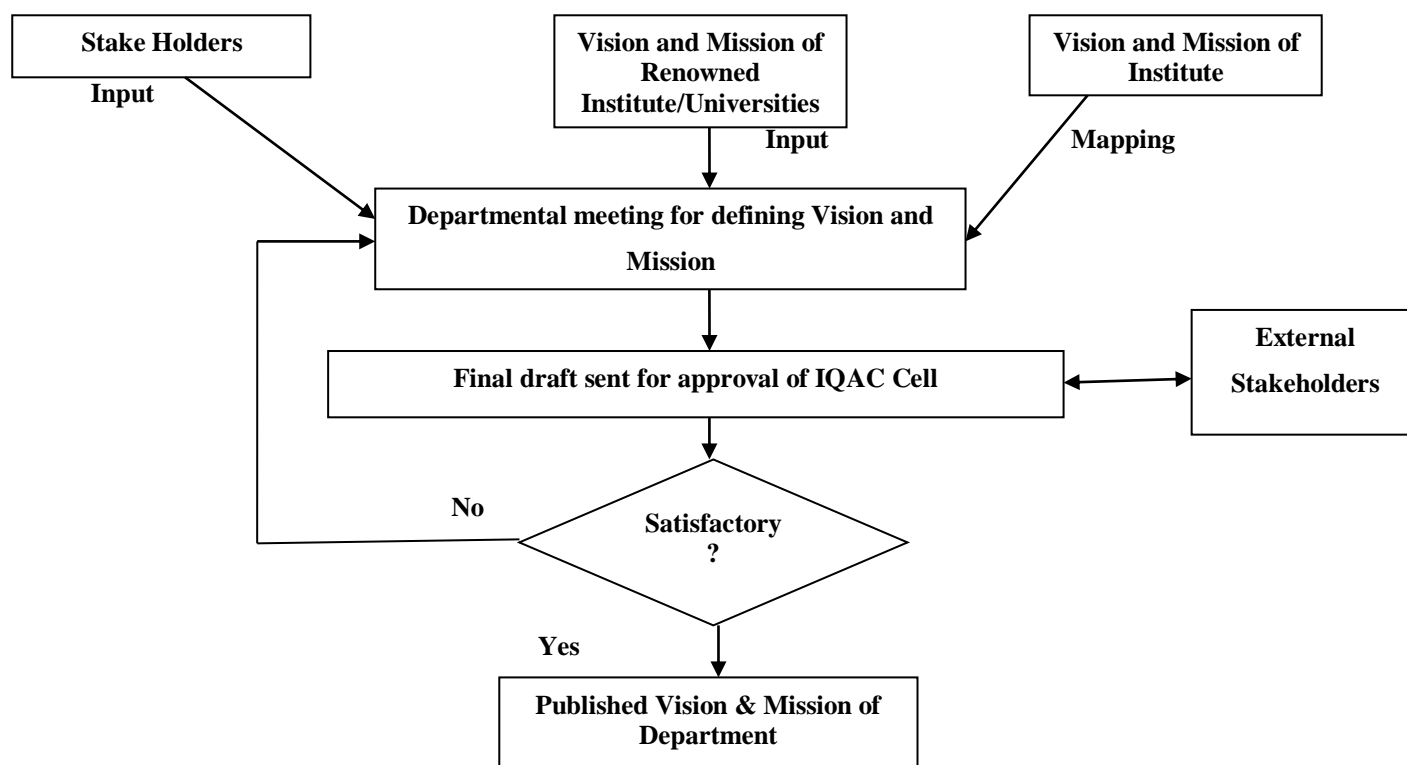 Stake Holders
Vision and Mission of
Renowned
Institute/Universities
Vision and Mission of
Institute
Input
Input
Mapping
Departmental meeting for defining Vision and
Mission
Final draft sent for approval of IQAC Cell
External
Stakeholders
No
Satisfactory
?
Yes
Published Vision & Mission of
Department